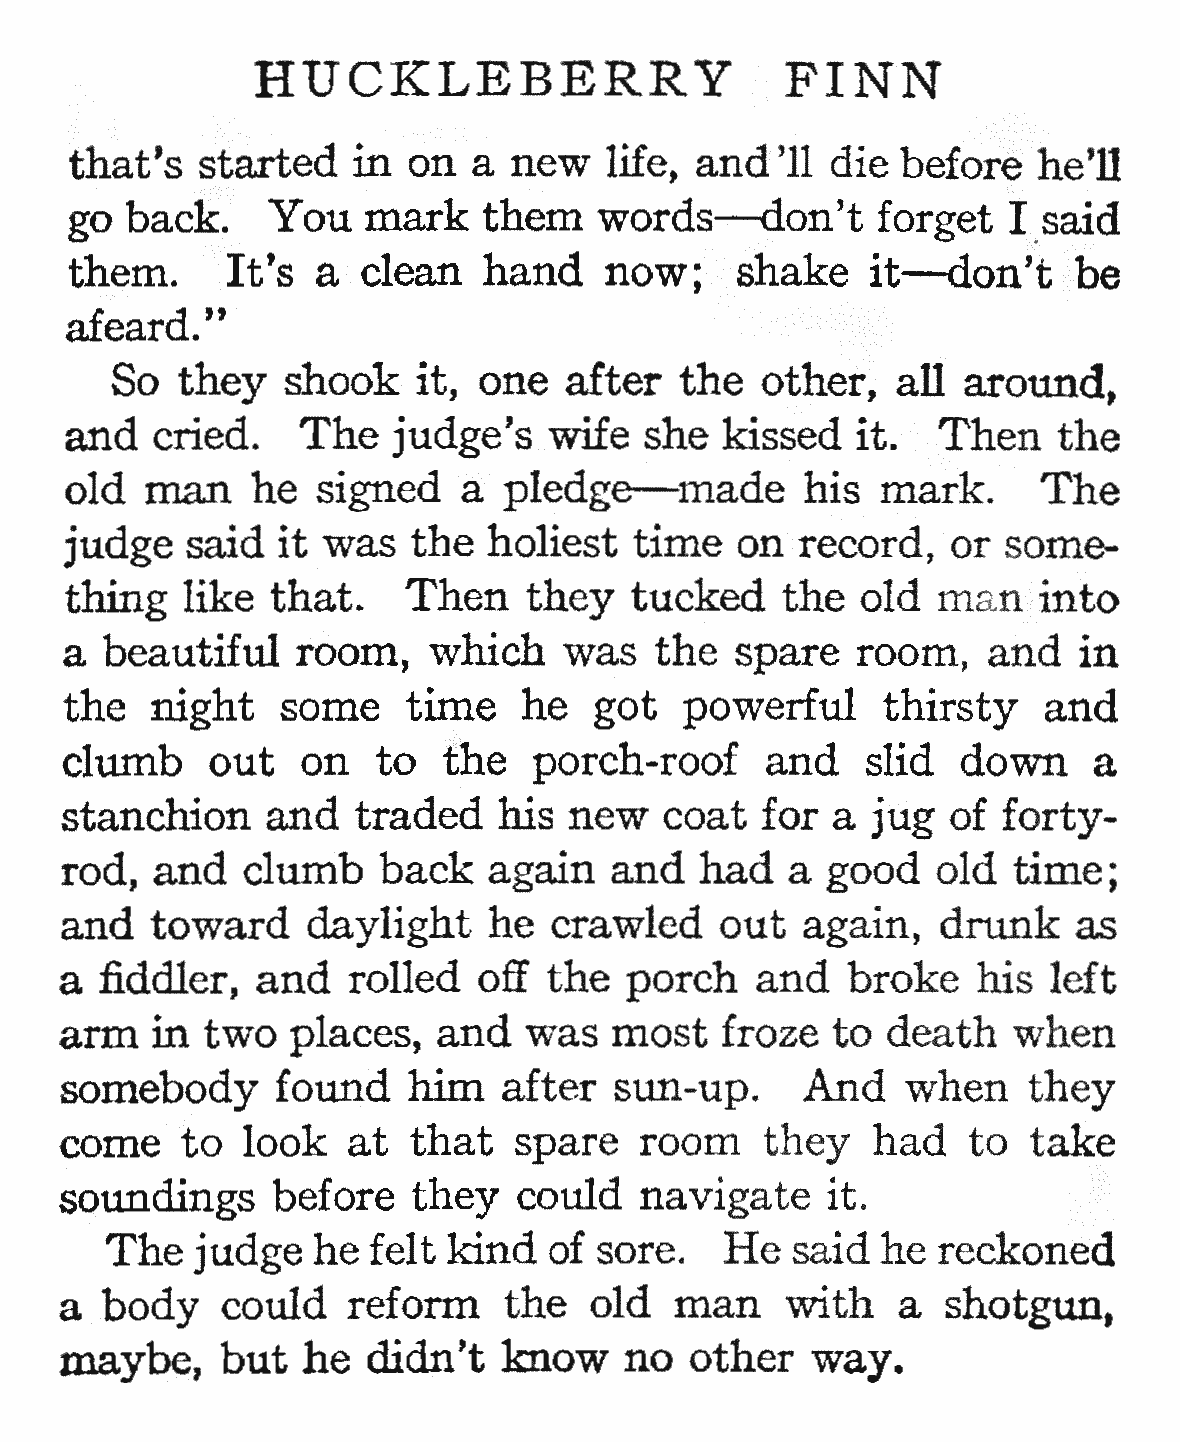 HUCKLEBERRY FINN
that's started in on a new life, and'll die before he'll
go back. You mark them words—don't forget I said
them. It's a clean hand now; shake it—don't be
afeard."
So they shook it, one after the other, all around,
and cried. The judge's wife she kissed it. Then the
old man he signed a pledge—made his mark. The
judge said it was the holiest time on record, or some-
thing like that. Then they tucked the old man into
a beautiful room, which was the spare room, and in
the night some time he got powerful thirsty and
clumb out on to the porch-roof and slid down a
stanchion and traded his new coat for a jug of forty-
rod, and clumb back again and had a good old time;
and toward daylight he crawled out again, drunk as
a fiddler, and rolled off the porch and broke his left
arm in two places, and was most froze to death when
somebody found him after sun-up. And when they
come to look at that spare room they had to take
soundings before they could navigate it.
The judge he felt kind of sore. He said he reckoned
a body could reform the old man with a shotgun,
maybe, but he didn't know no other way.